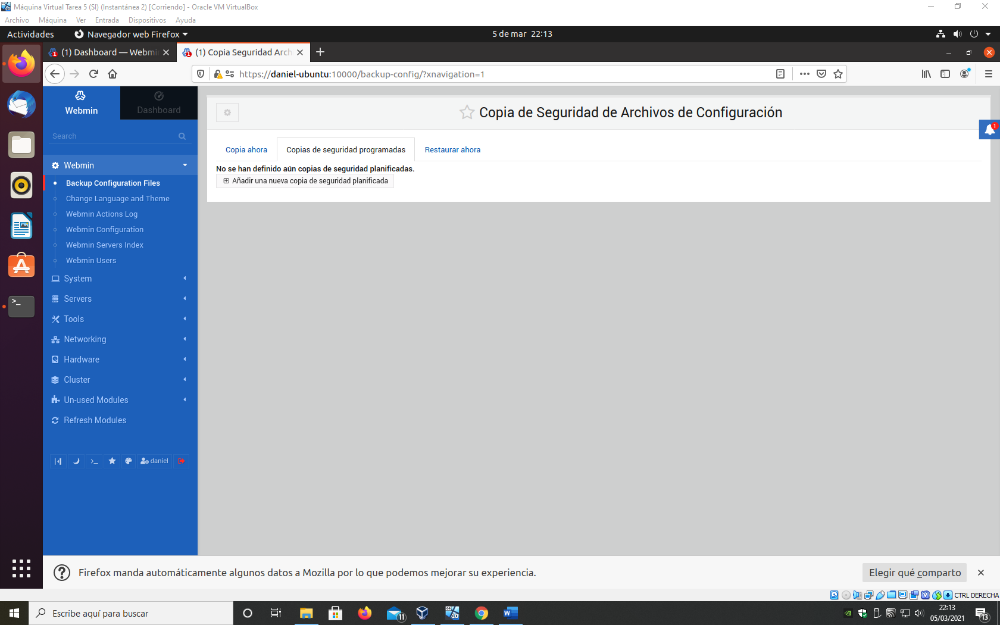 Máquina Virtual Tarea 5 (SI) (Instantánea 2) [Corriendo] - Oracle VM VirtualBox
Archivo Máquina Ver Entrada Dispositivos Ayuda
Actividades Navegador web Firefox 5 de mar 22:13
(1) Dashboard — Webmi (1) Copia Seguridad Arch
https://daniel-ubuntu:10000/backup-config/?xnavigation=1
Webmin Dashboard
Search
Webmin
Backup Configuration Files
Change Language and Theme
Webmin Actions Log
Webmin Configuration
Webmin Servers Index
Webmin Users
System
Servers
Tools
Networking
Hardware
Cluster
Un-used Modules
Refresh Modules
daniel
Copia de Seguridad de Archivos de Configuración
1
Copia ahora Copias de seguridad programadas Restaurar ahora
No se han definido aún copias de seguridad planificadas.
Añadir una nueva copia de seguridad planificada
Firefox manda automáticamente algunos datos a Mozilla por lo que podemos mejorar su experiencia. Elegir qué comparto
CTRL DERECHA
Escribe aquí para buscar
11
22:13
05/03/2021
13